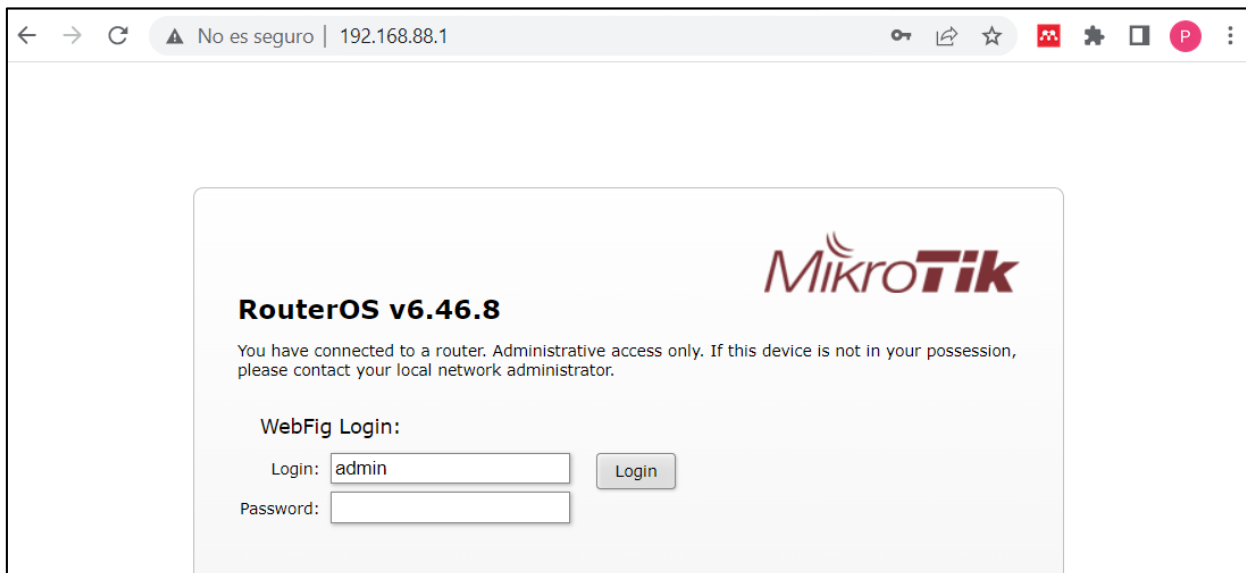 No es seguro | 192.168.88.1
P
MikroTik
RouterOS v6.46.8
You have connected to a router. Administrative access only. If this device is not in your possession,
please contact your local network administrator.
WebFig Login:
Login: admin Login
Password: